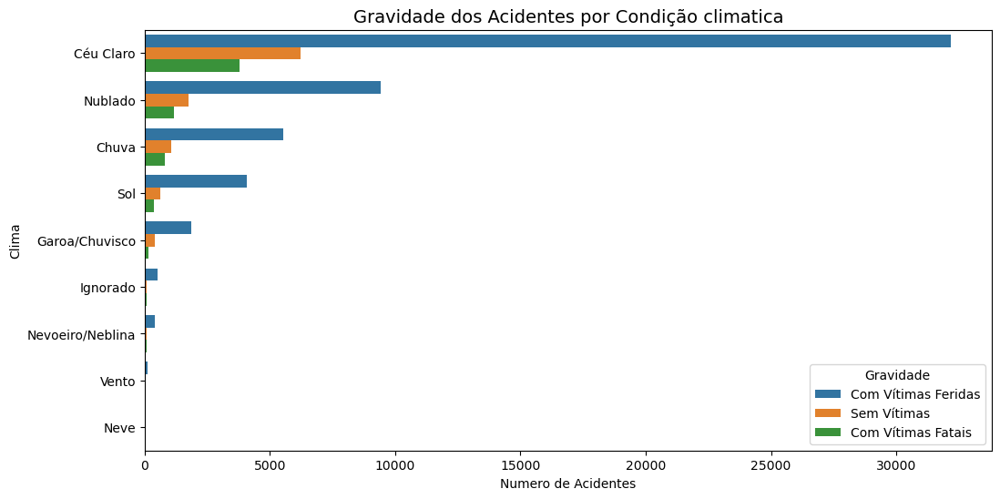 Gravidade dos Acidentes por Condição climatica
Clima
Céu Claro
Nublado
Chuva
Sol
Garoa/Chuvisco
Ignorado
Nevoeiro/Neblina
Vento
Neve
Gravidade
Com Vítimas Feridas
Sem Vítimas
Com Vítimas Fatais
0 5000 10000 15000 20000 25000 30000
Numero de Acidentes